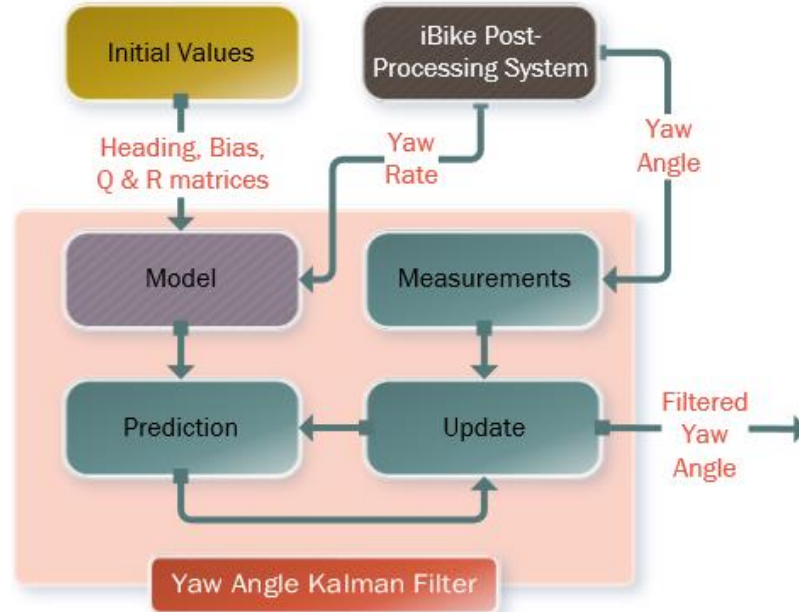 Initial Values
iBike Post-
Processing System
Heading, Bias,
Q & R matrices
Yaw
Rate
Yaw
Angle
Model
Measurements
Prediction
Update
Filtered
Yaw
Angle
Yaw Angle Kalman Filter